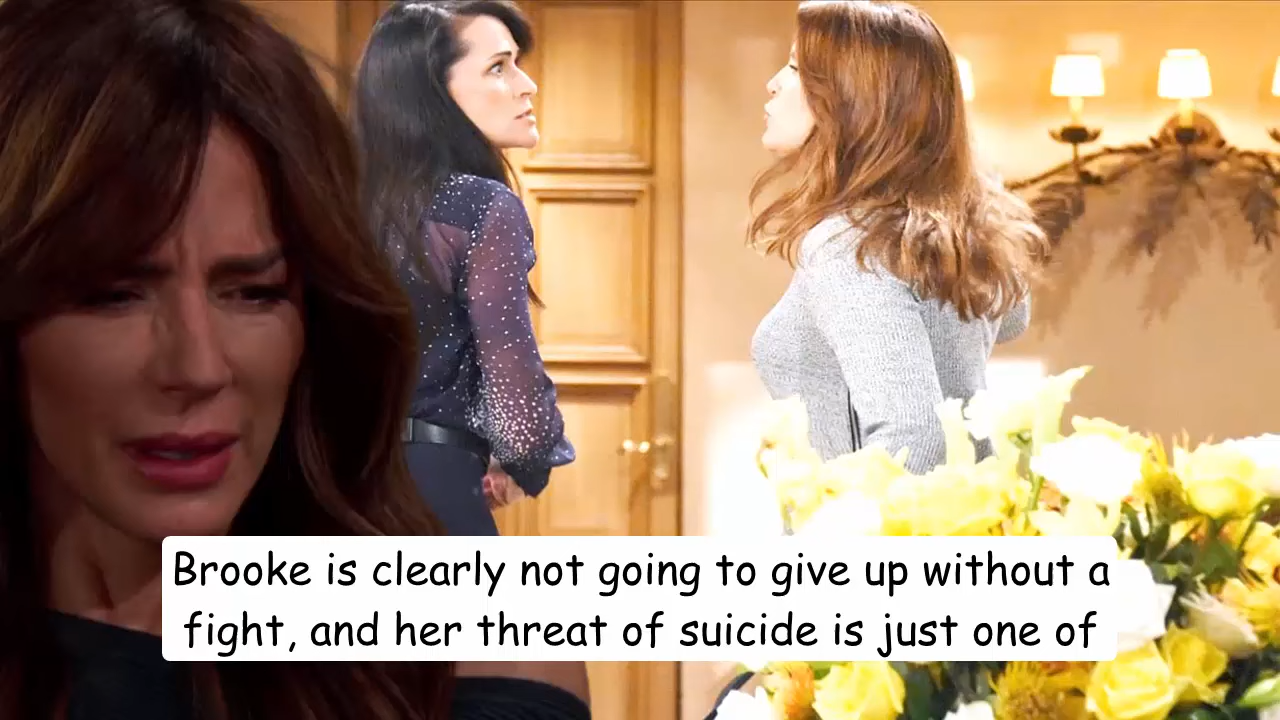 Brooke is clearly not going to give up without a
fight, and her threat of suicide is just one of